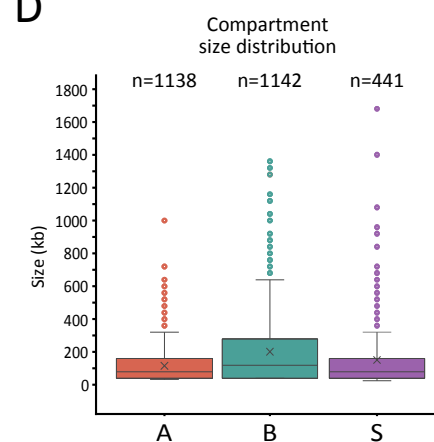 D
Compartment
size distribution
n=1138 n=1142 n=441
Size (kb)
1800
1600
1400
1200
1000
800
600
400
200
0
A B S